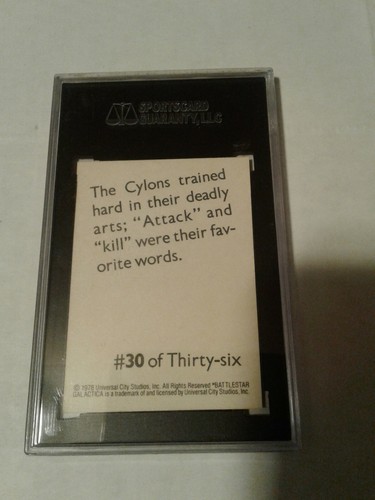 SPORTSCARD
GUARANTY, LLC
The Cylons trained
hard in their deadly
arts; "Attack" and
"kill" were their fav-
orite words.
#30 of Thirty-six
© 1978 Universal City Studios, Inc. All Rights Reserved *BATTLESTAR
GALACTICA is a trademark of and licensed by Universal City Studios, Inc.